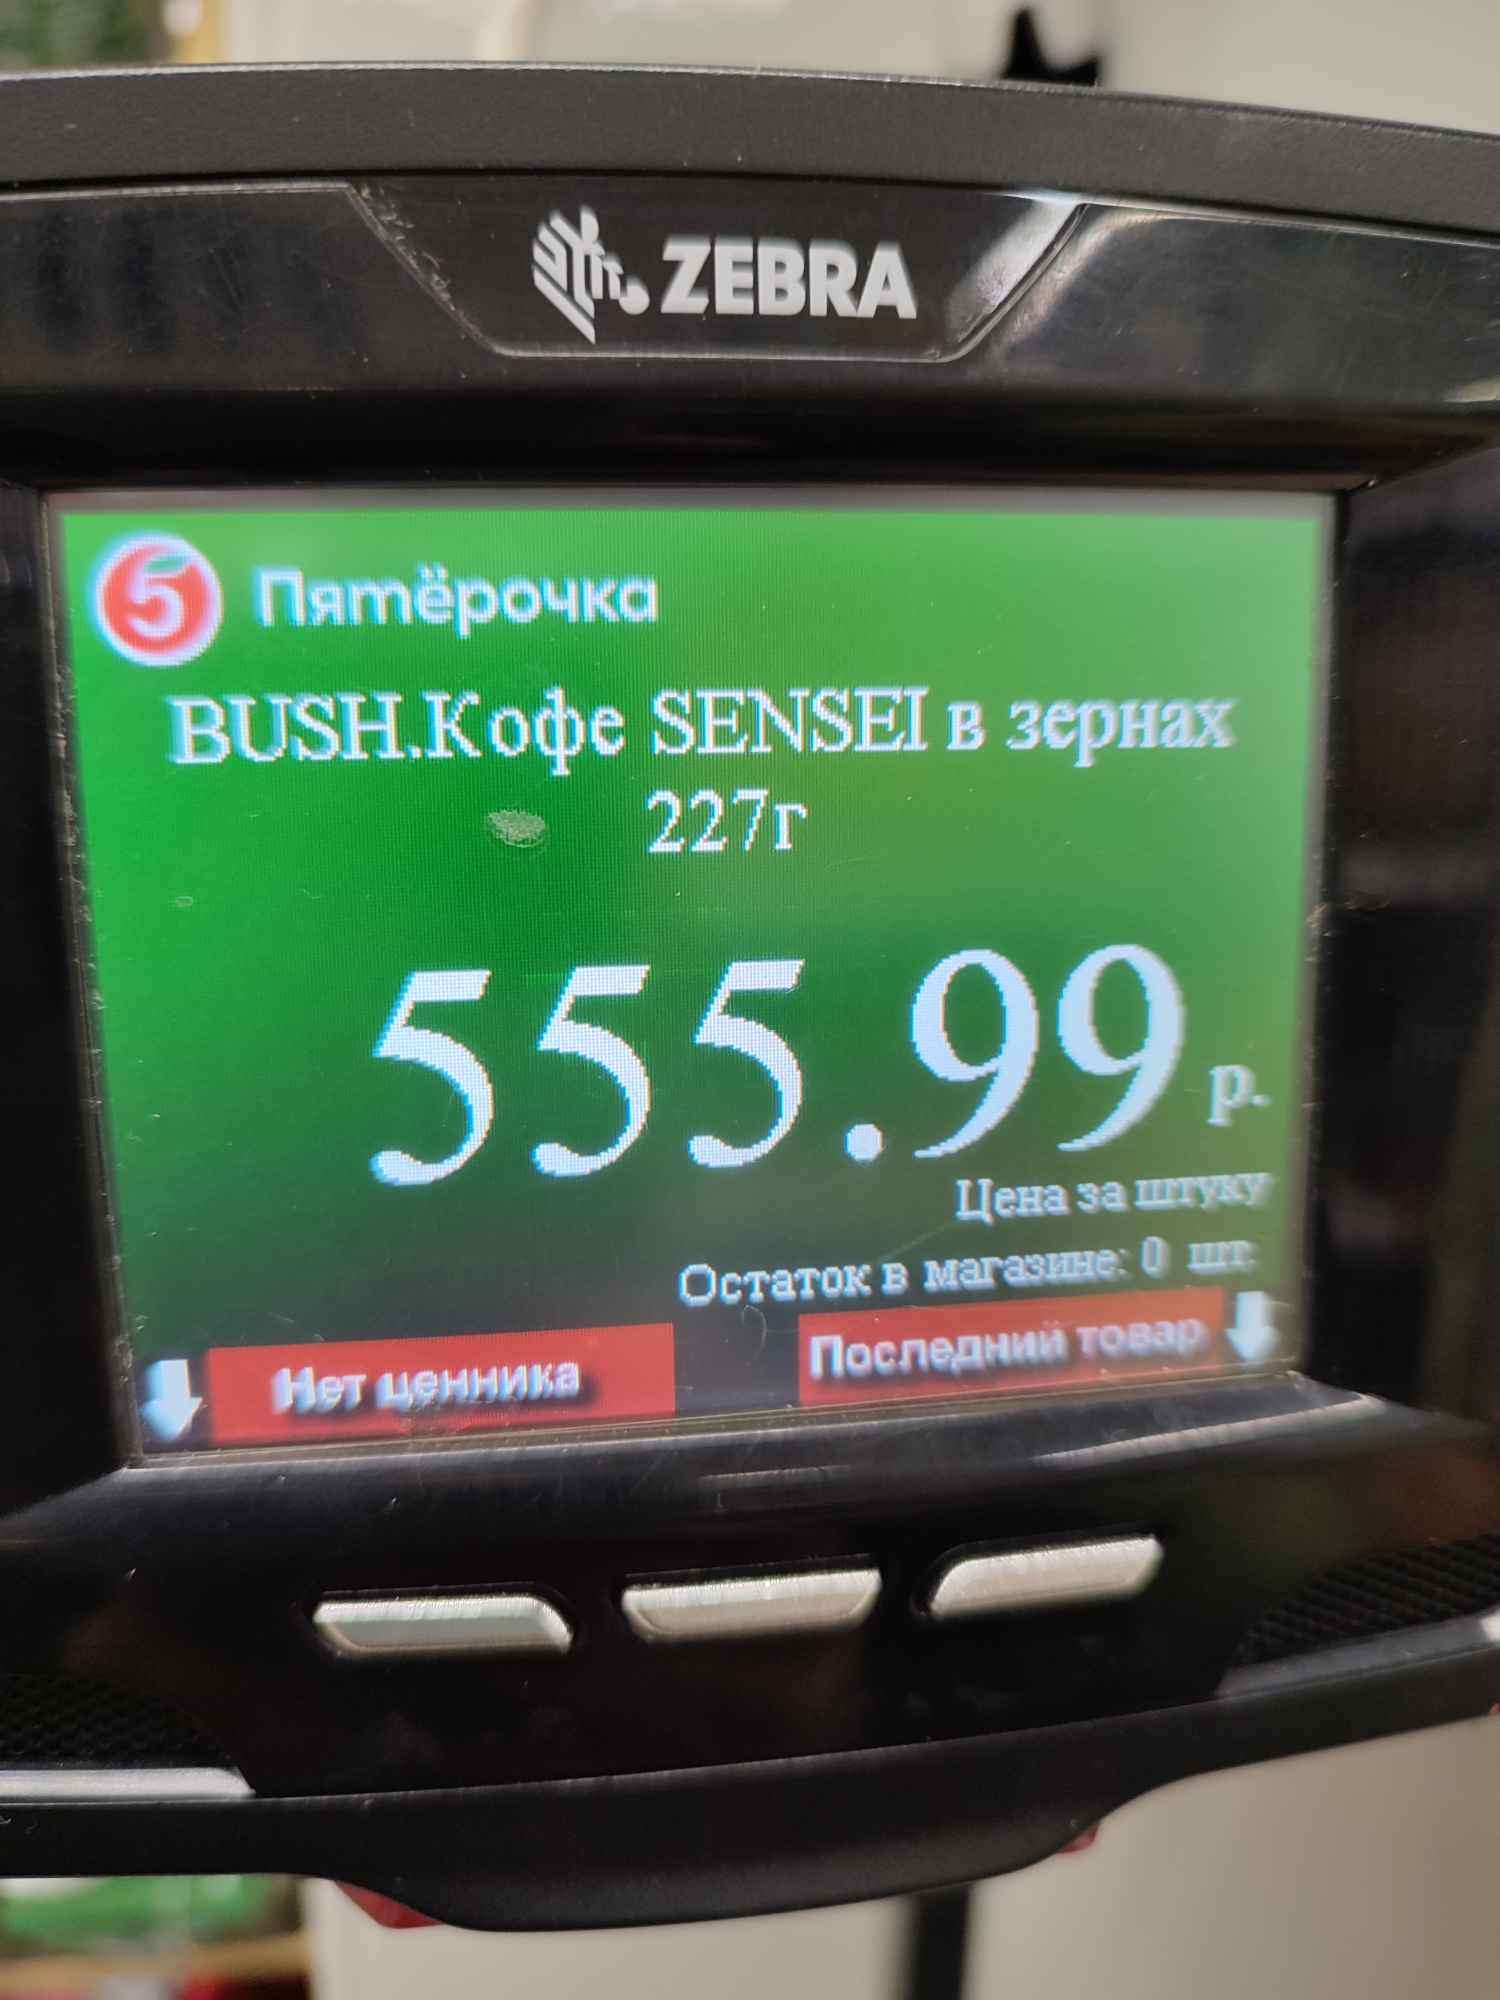 ZEBRA
5 Пятёрочка
BUSH.Кофе SENSEI в зернах
227г
555.99 р.
Цена за штуку
Остаток в магазине: 0 шт.
Нет ценника
Последний товар